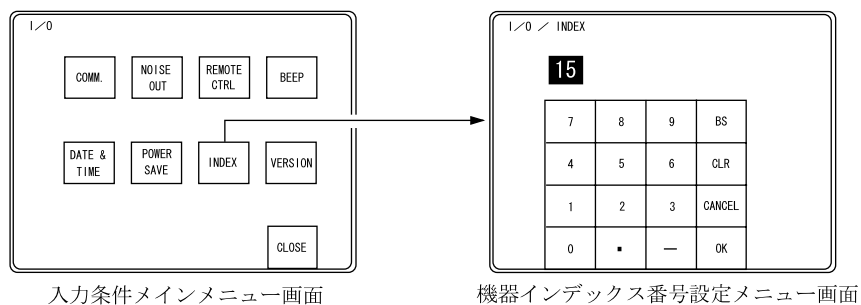 I/O
COMM.
NOISE
OUT
REMOTE
CTRL
BEEP
DATE &
TIME
POWER
SAVE
INDEX
VERSION
CLOSE
入力条件メインメニュー画面
I/O / INDEX
15
7 8 9 BS
4 5 6 CLR
1 2 3 CANCEL
0 . — OK
機器インデックス番号設定メニュー画面